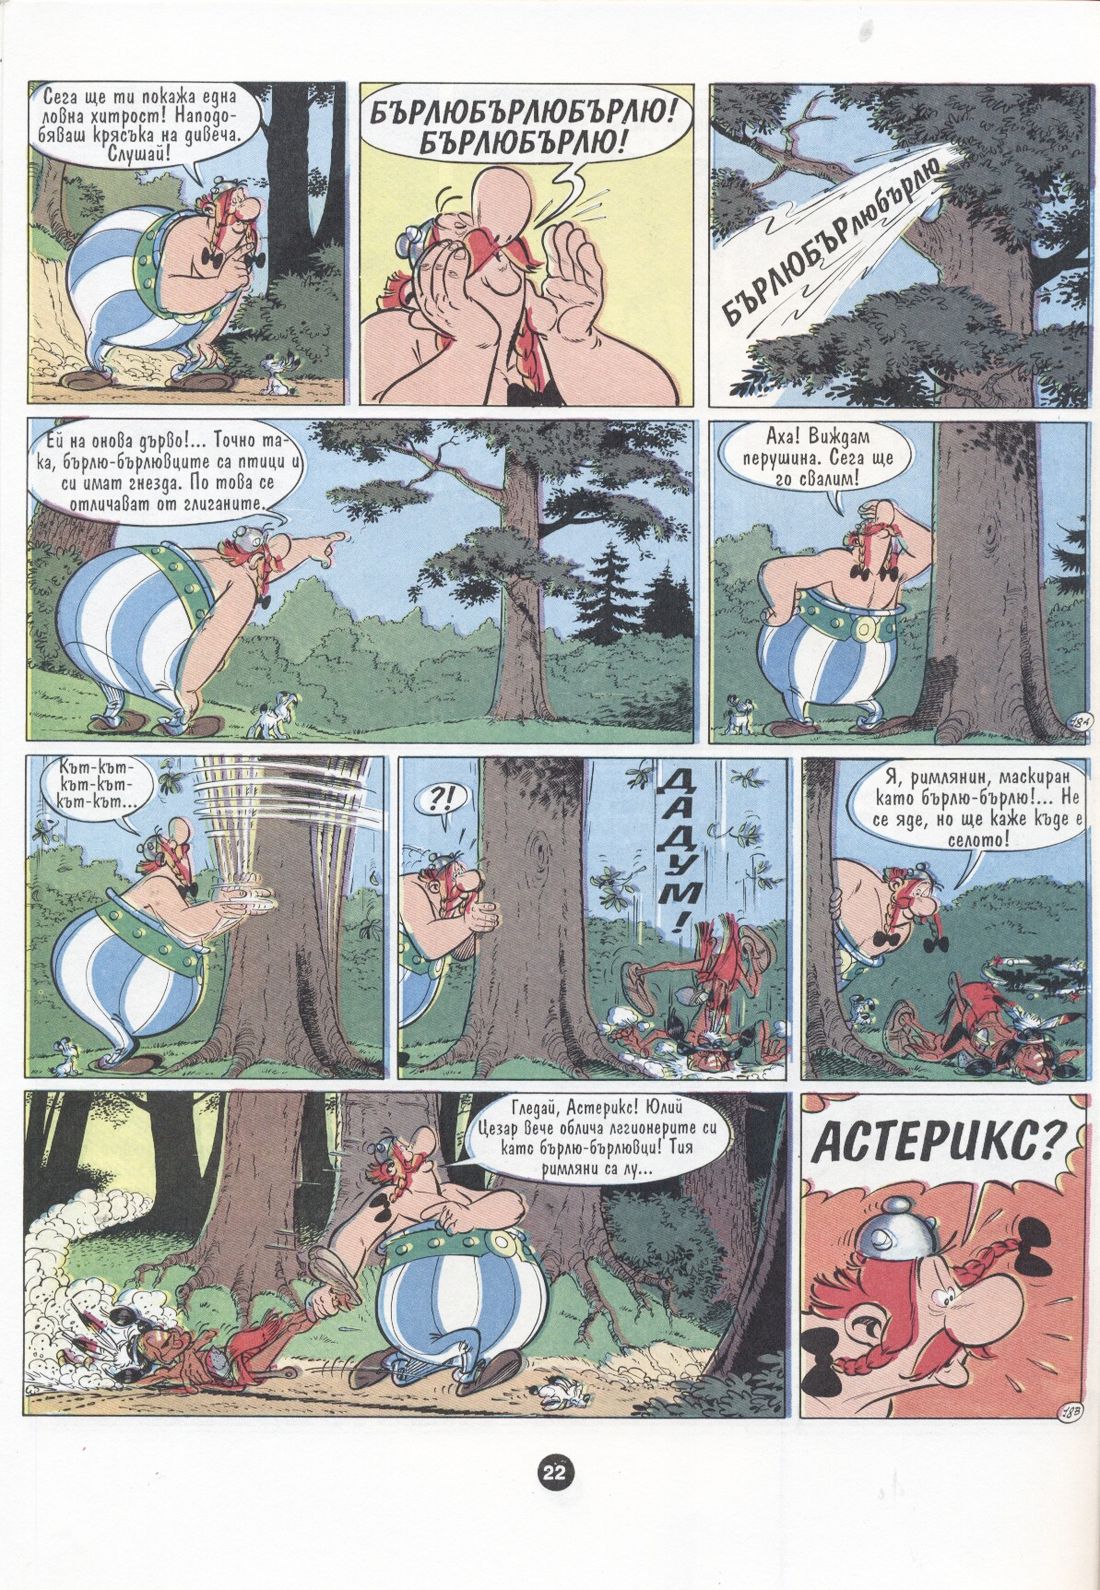 Сега ще ти покажа една
ловна хитрост! Наподо-
бяваш крясъка на дивеча.
Слушай!
БЪРЛЮБЪРЛЮБЪРЛЮ!
БЪРЛЮБЪРЛЮ!
БЪРЛЮБЪРлюбърлю
Ей на онова дърво!... Точно та-
ка, бърлю-бърлювците са птици и
си имат гнезда. По това се
отличават от глиганите.
Аха! Виждам
перушина. Сега ще
го свалим!
18A
Кът-кът-
кът-кът-
кът-кът...
?!
ДАДУМ!
Я, римлянин, маскиран
като бърлю-бърлю!... Не
се яде, но ще каже къде е
селото!
Гледай, Астерикс! Юлий
Цезар вече облича легионерите си
като бърлю-бърлювци! Тия
римляни са лу...
АСТЕРИКС?
18B
22